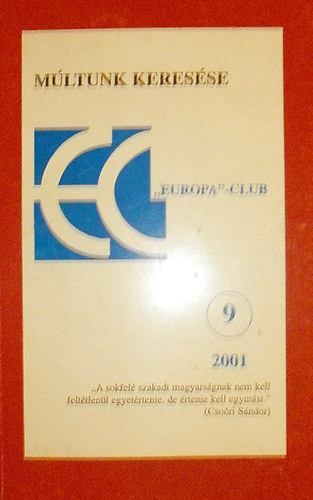 MÚLTUNK KERESÉSE
EC
„EUROPA”-CLUB
9
2001
„A sokfelé szakadt magyarságnak nem kell
feltétlenül egyetértenie, de értenie kell egymást.”
(Csoóri Sándor)